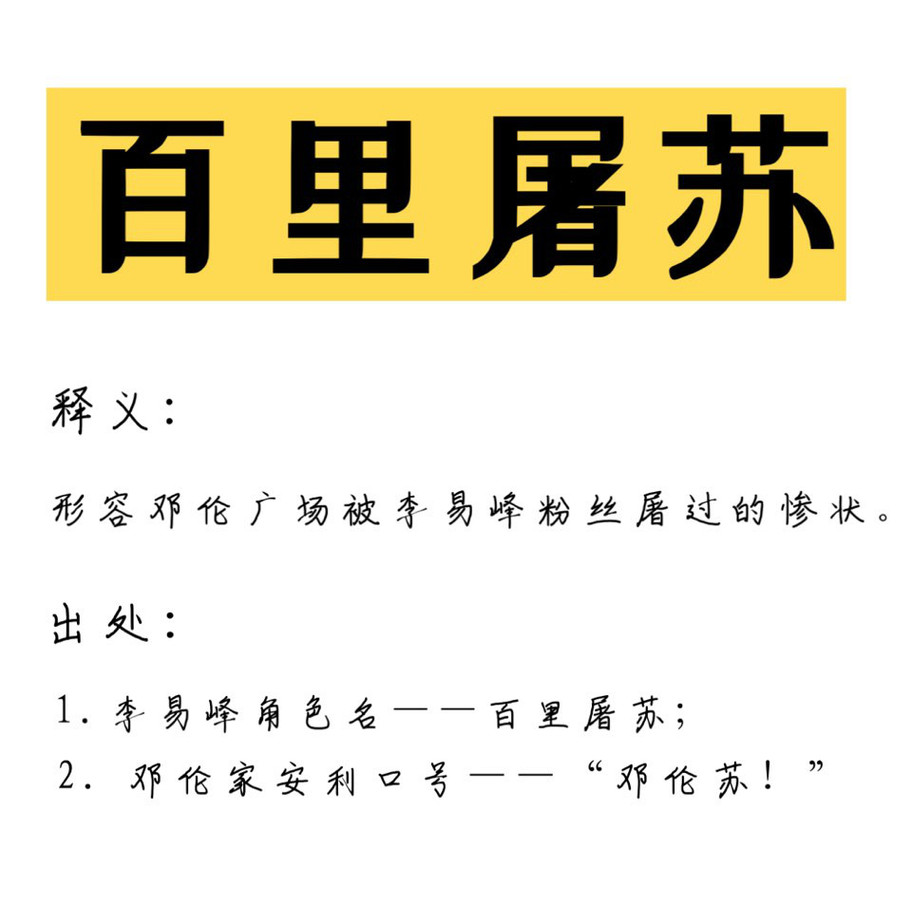 百里屠苏
释义：
形容邓伦广场被李易峰粉丝屠过的惨状。
出处：
1. 李易峰角色名——百里屠苏；
2. 邓伦家安利口号——“邓伦苏！”